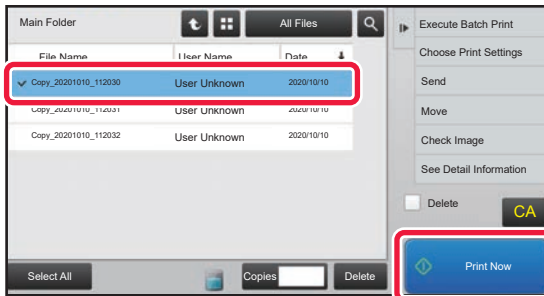 Main Folder
All Files
File Name User Name Date
Copy_20201010_112030 User Unknown 2020/10/10
Copy_20201010_112031 User Unknown 2020/10/10
Copy_20201010_112032 User Unknown 2020/10/10
Select All
Copies
Delete
Execute Batch Print
Choose Print Settings
Send
Move
Check Image
See Detail Information
Delete
CA
Print Now